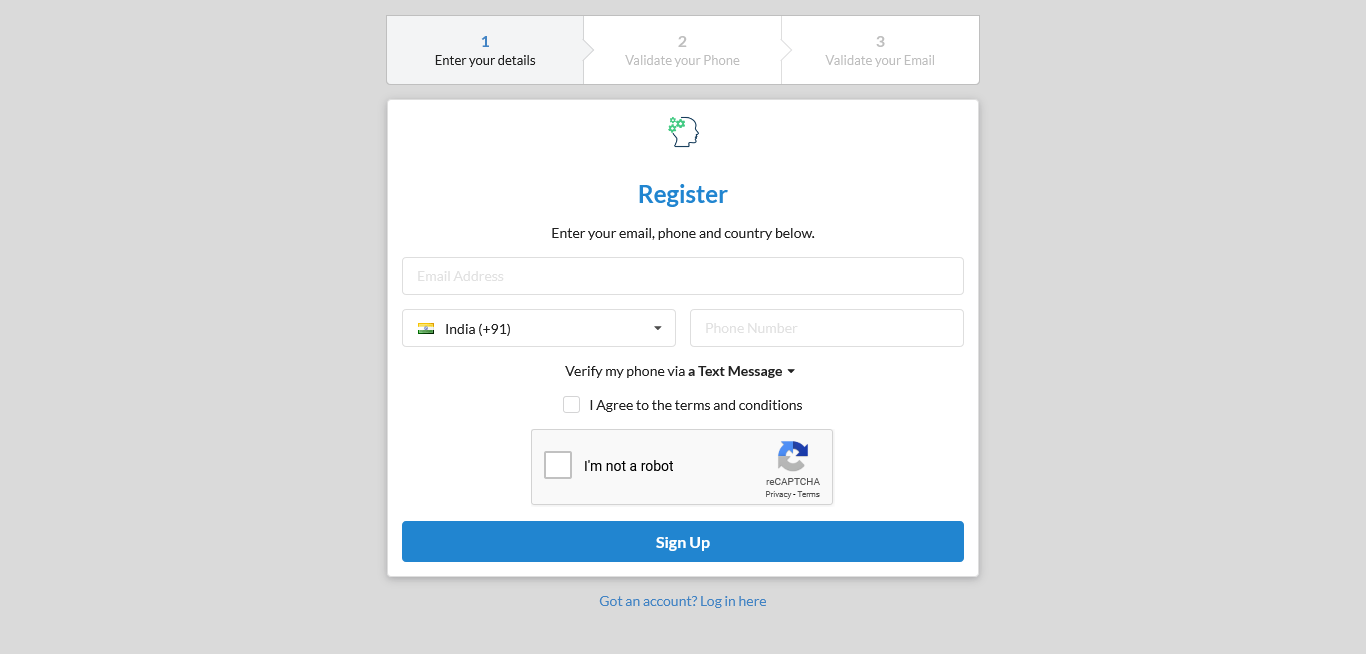 1
Enter your details
2
Validate your Phone
3
Validate your Email
Register
Enter your email, phone and country below.
Email Address
India (+91)
Phone Number
Verify my phone via a Text Message
I Agree to the terms and conditions
I'm not a robot
reCAPTCHA
Privacy - Terms
Sign Up
Got an account? Log in here